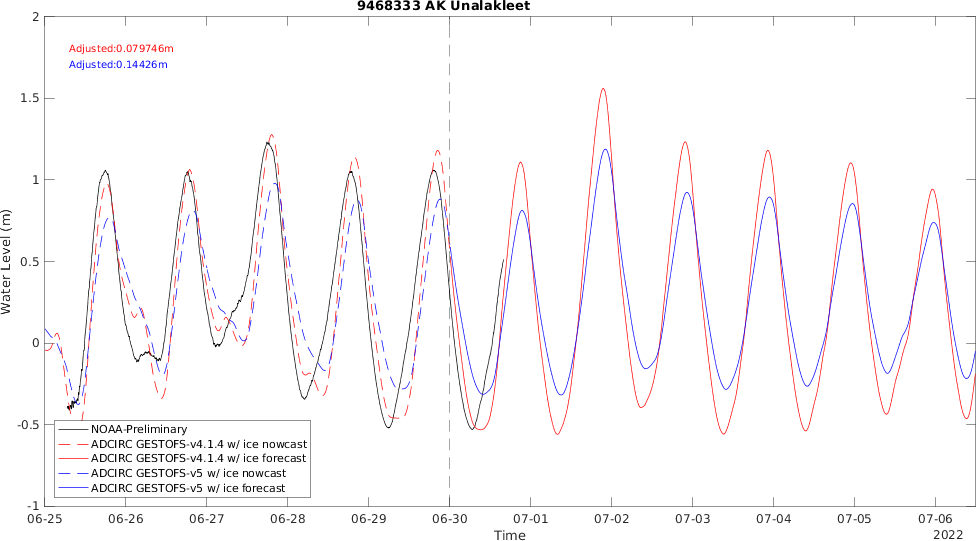 9468333 AK Unalakleet
Adjusted:0.079746m
Adjusted:0.14426m
Water Level (m)
2
1.5
1
0.5
0
-0.5
-1
NOAA-Preliminary
ADCIRC GESTOFS-v4.1.4 w/ ice nowcast
ADCIRC GESTOFS-v4.1.4 w/ ice forecast
ADCIRC GESTOFS-v5 w/ ice nowcast
ADCIRC GESTOFS-v5 w/ ice forecast
06-25 06-26 06-27 06-28 06-29 06-30 07-01 07-02 07-03 07-04 07-05 07-06
Time
2022